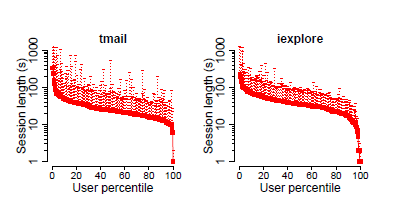 tmail
iexplore
Session length (s)
1000
100
10
1
0 20 40 60 80 100
User percentile
Session length (s)
1000
100
10
1
0 20 40 60 80 100
User percentile